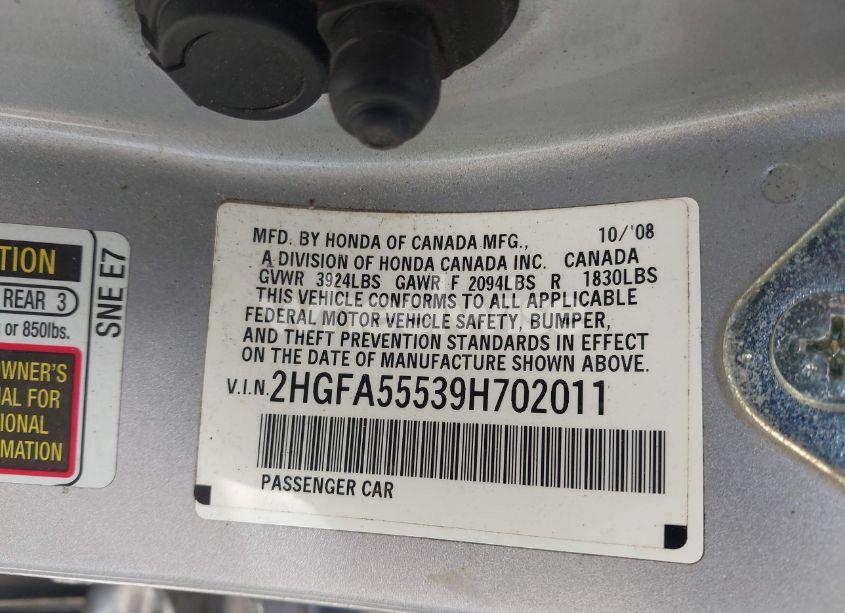 TION
REAR 3
or 850lbs.
SNE E7
OWNER'S
AL FOR
IONAL
RMATION
MFD. BY HONDA OF CANADA MFG., 10/'08
A DIVISION OF HONDA CANADA INC. CANADA
GVWR 3924LBS GAWR F 2094LBS R 1830LBS
THIS VEHICLE CONFORMS TO ALL APPLICABLE
FEDERAL MOTOR VEHICLE SAFETY, BUMPER,
AND THEFT PREVENTION STANDARDS IN EFFECT
ON THE DATE OF MANUFACTURE SHOWN ABOVE.
V.I.N. 2HGFA55539H702011
PASSENGER CAR